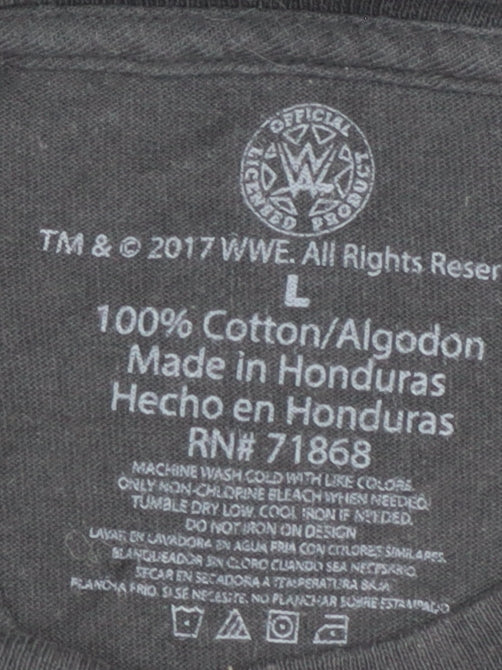 OFFICIAL
LICENSED PRODUCT
W
TM & © 2017 WWE. All Rights Reser
L
100% Cotton/Algodon
Made in Honduras
Hecho en Honduras
RN# 71868
MACHINE WASH COLD WITH LIKE COLORS.
ONLY NON-CHLORINE BLEACH WHEN NEEDED.
TUMBLE DRY LOW. COOL IRON IF NEEDED.
DO NOT IRON ON DESIGN
LAVAR EN LAVADORA EN AGUA FRIA CON COLORES SIMILARES.
BLANQUEADOR SIN CLORO CUANDO SEA NECESARIO.
SECAR EN SECADORA A TEMPERATURA BAJA.
PLANCHA FRIO. SI SE NECESITE. NO PLANCHAR SOBRE ESTAMPADO